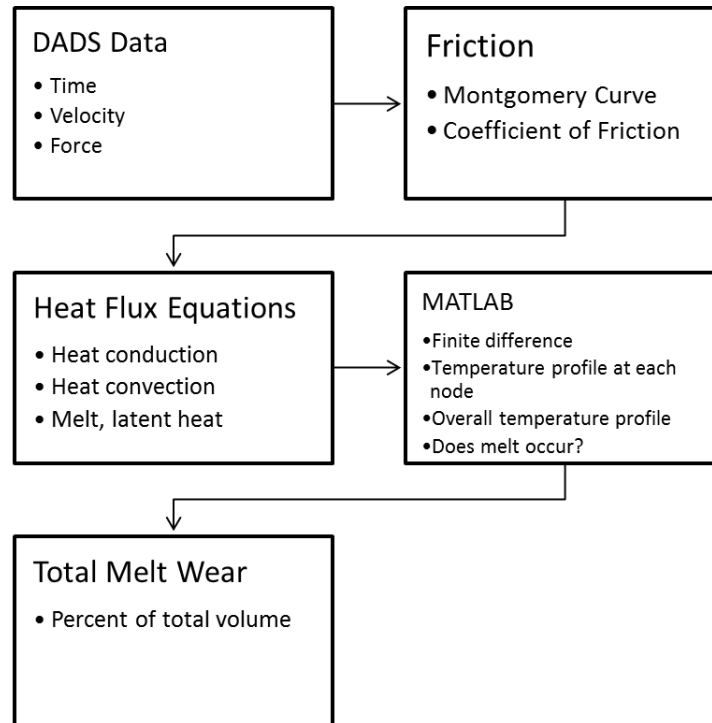 DADS Data
• Time
• Velocity
• Force
Friction
• Montgomery Curve
• Coefficient of Friction
Heat Flux Equations
• Heat conduction
• Heat convection
• Melt, latent heat
MATLAB
•Finite difference
•Temperature profile at each
node
•Overall temperature profile
•Does melt occur?
Total Melt Wear
• Percent of total volume